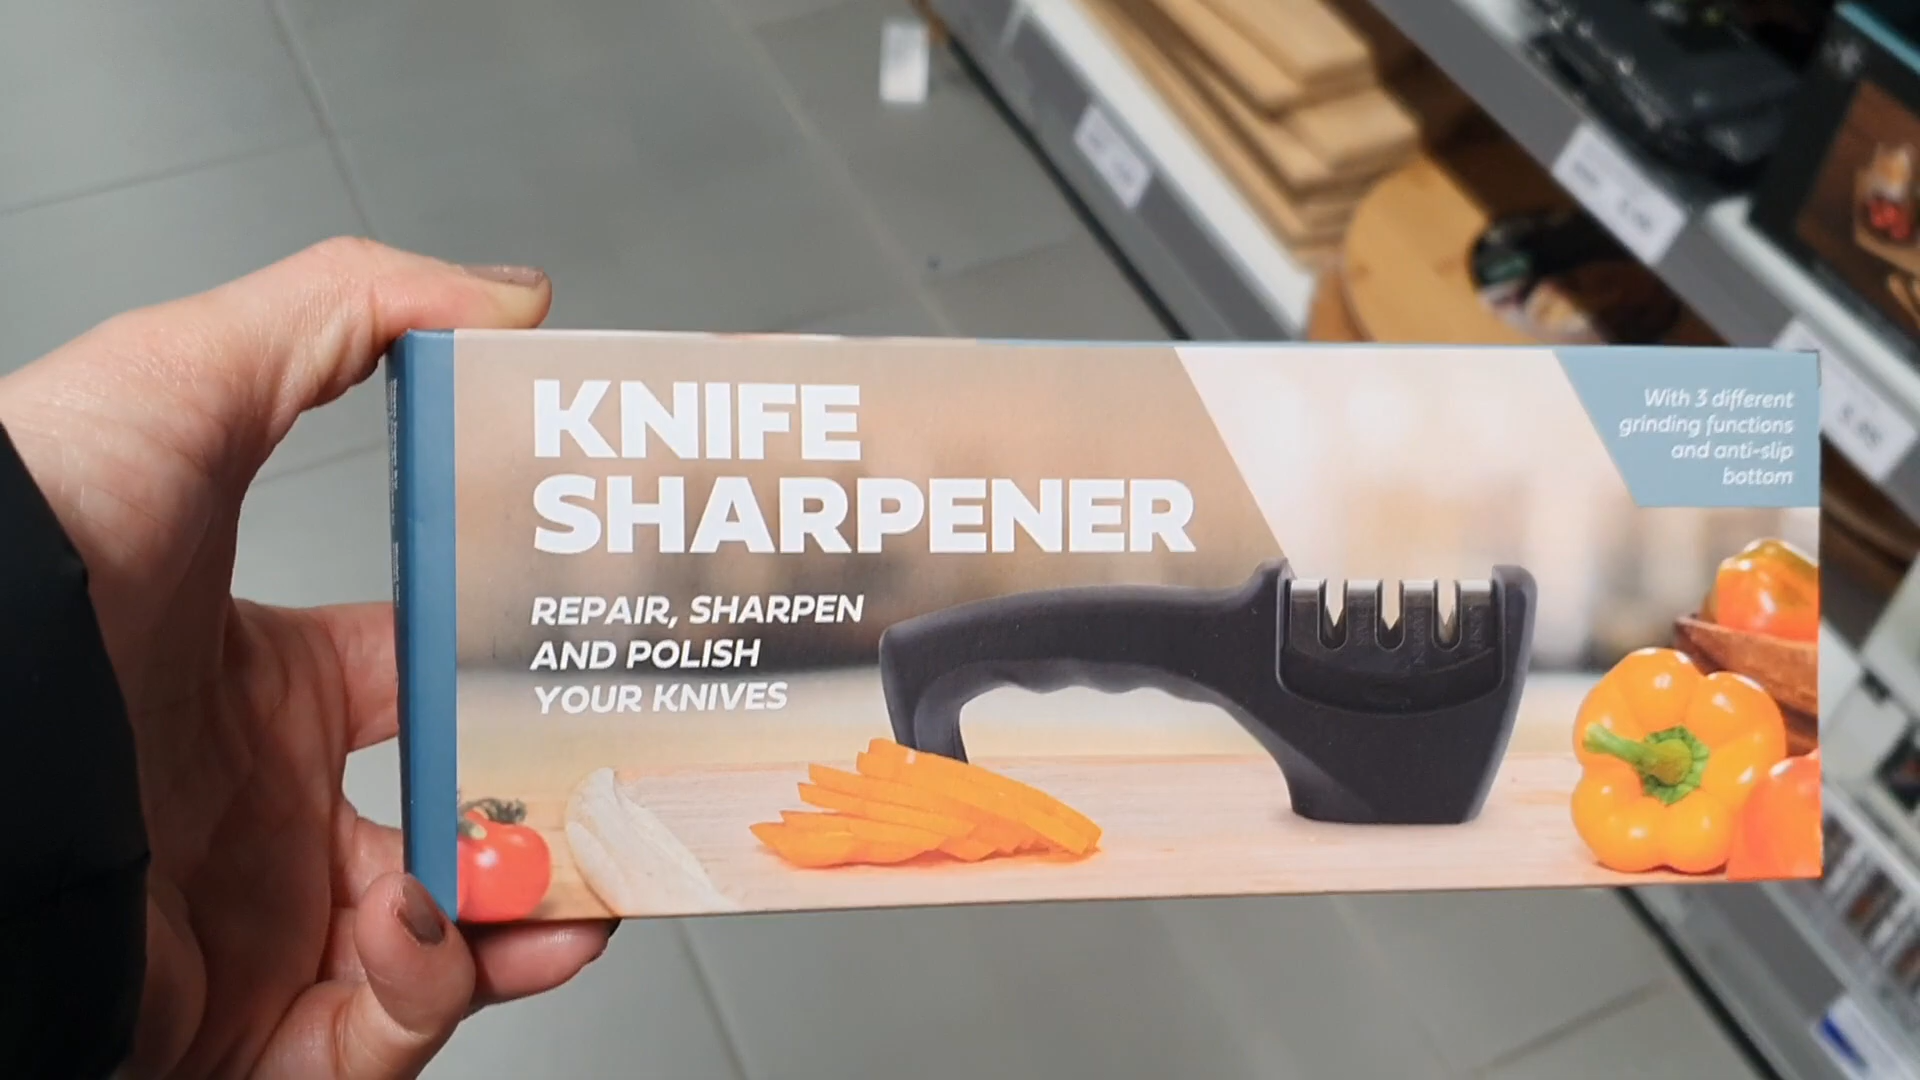 KNIFE
SHARPENER
REPAIR, SHARPEN
AND POLISH
YOUR KNIVES
With 3 different
grinding functions
and anti-slip
bottom